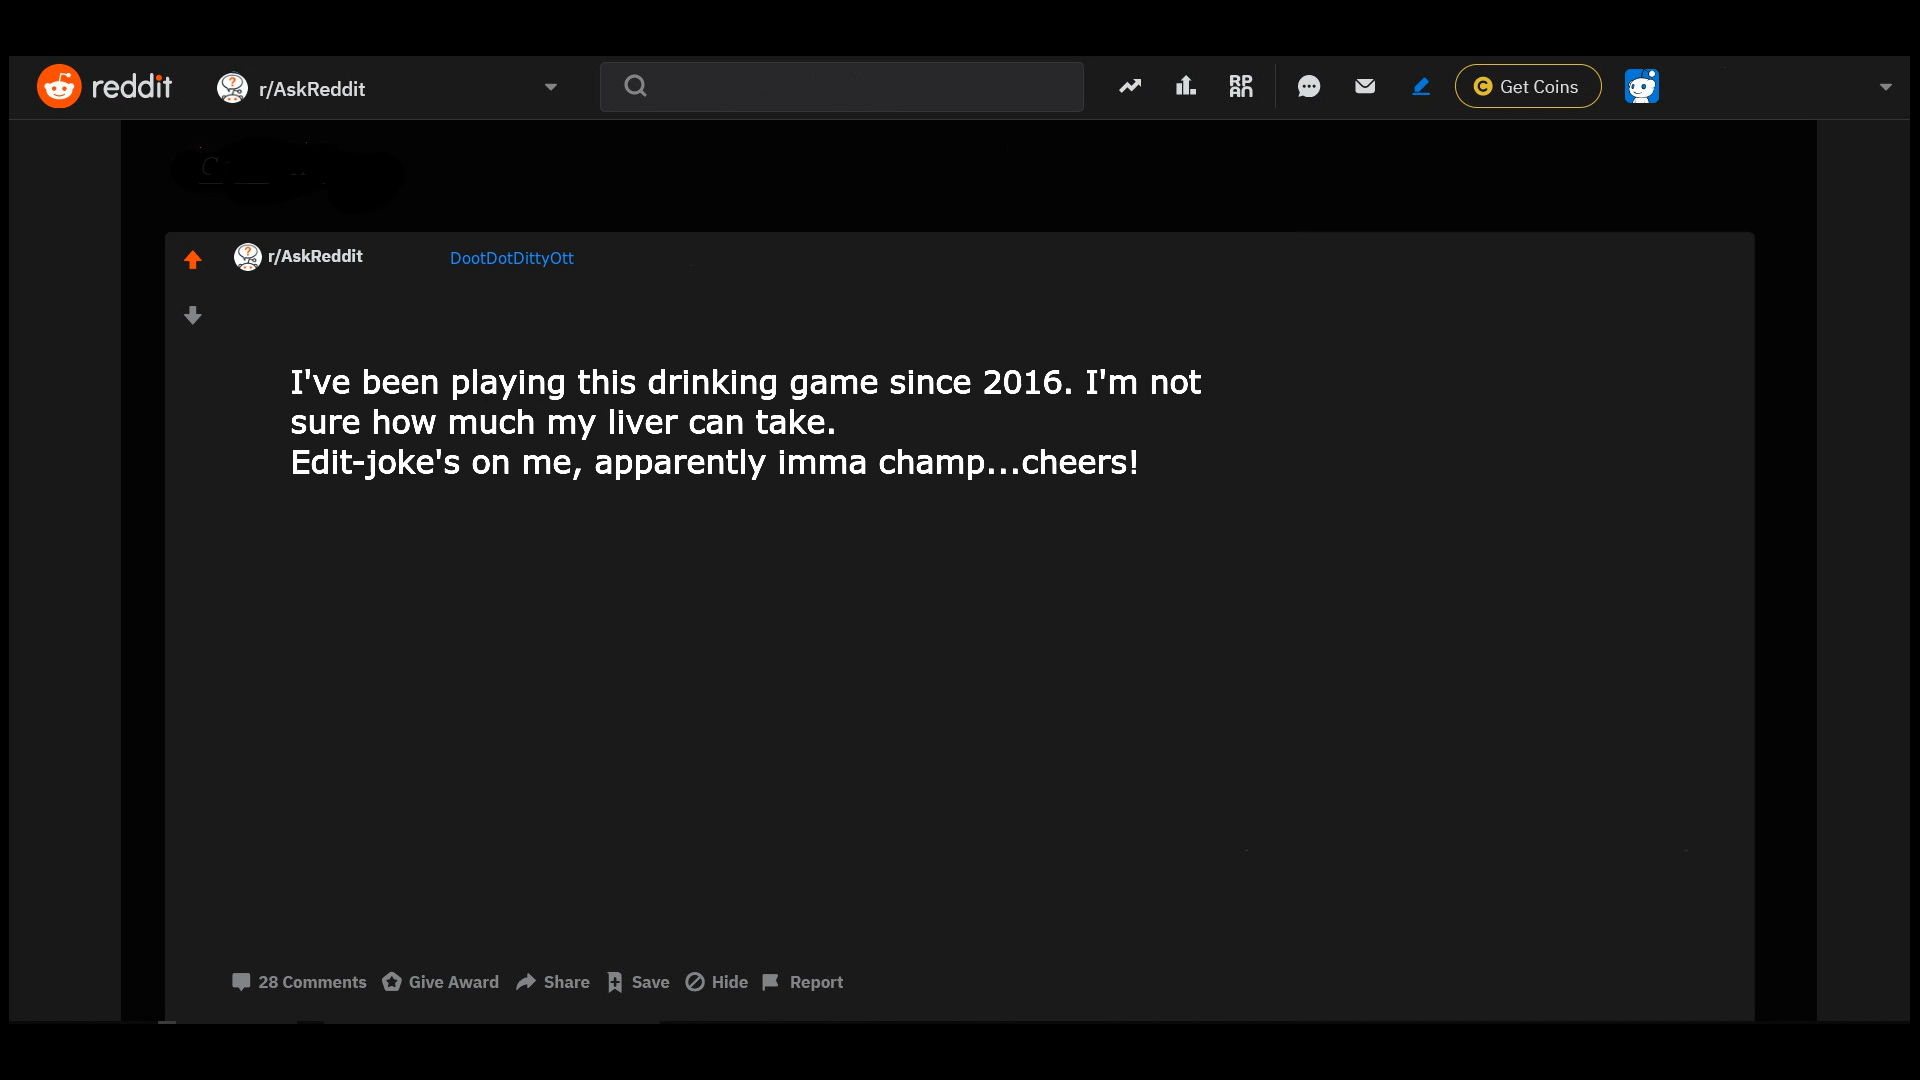 reddit r/AskReddit RPAN Get Coins
r/AskReddit DootDotDittyOtt
I've been playing this drinking game since 2016. I'm not
sure how much my liver can take.
Edit-joke's on me, apparently imma champ...cheers!
28 Comments Give Award Share Save Hide Report